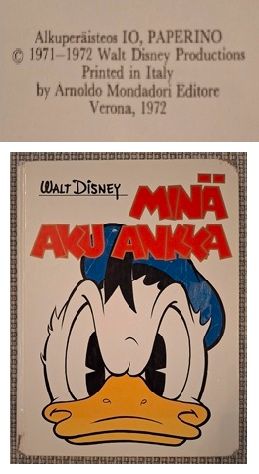 Alkuperäisteos IO, PAPERINO
© 1971—1972 Walt Disney Productions
Printed in Italy
by Arnoldo Mondadori Editore
Verona, 1972
WALT DISNEY
MINÄ
AKU ANKKA